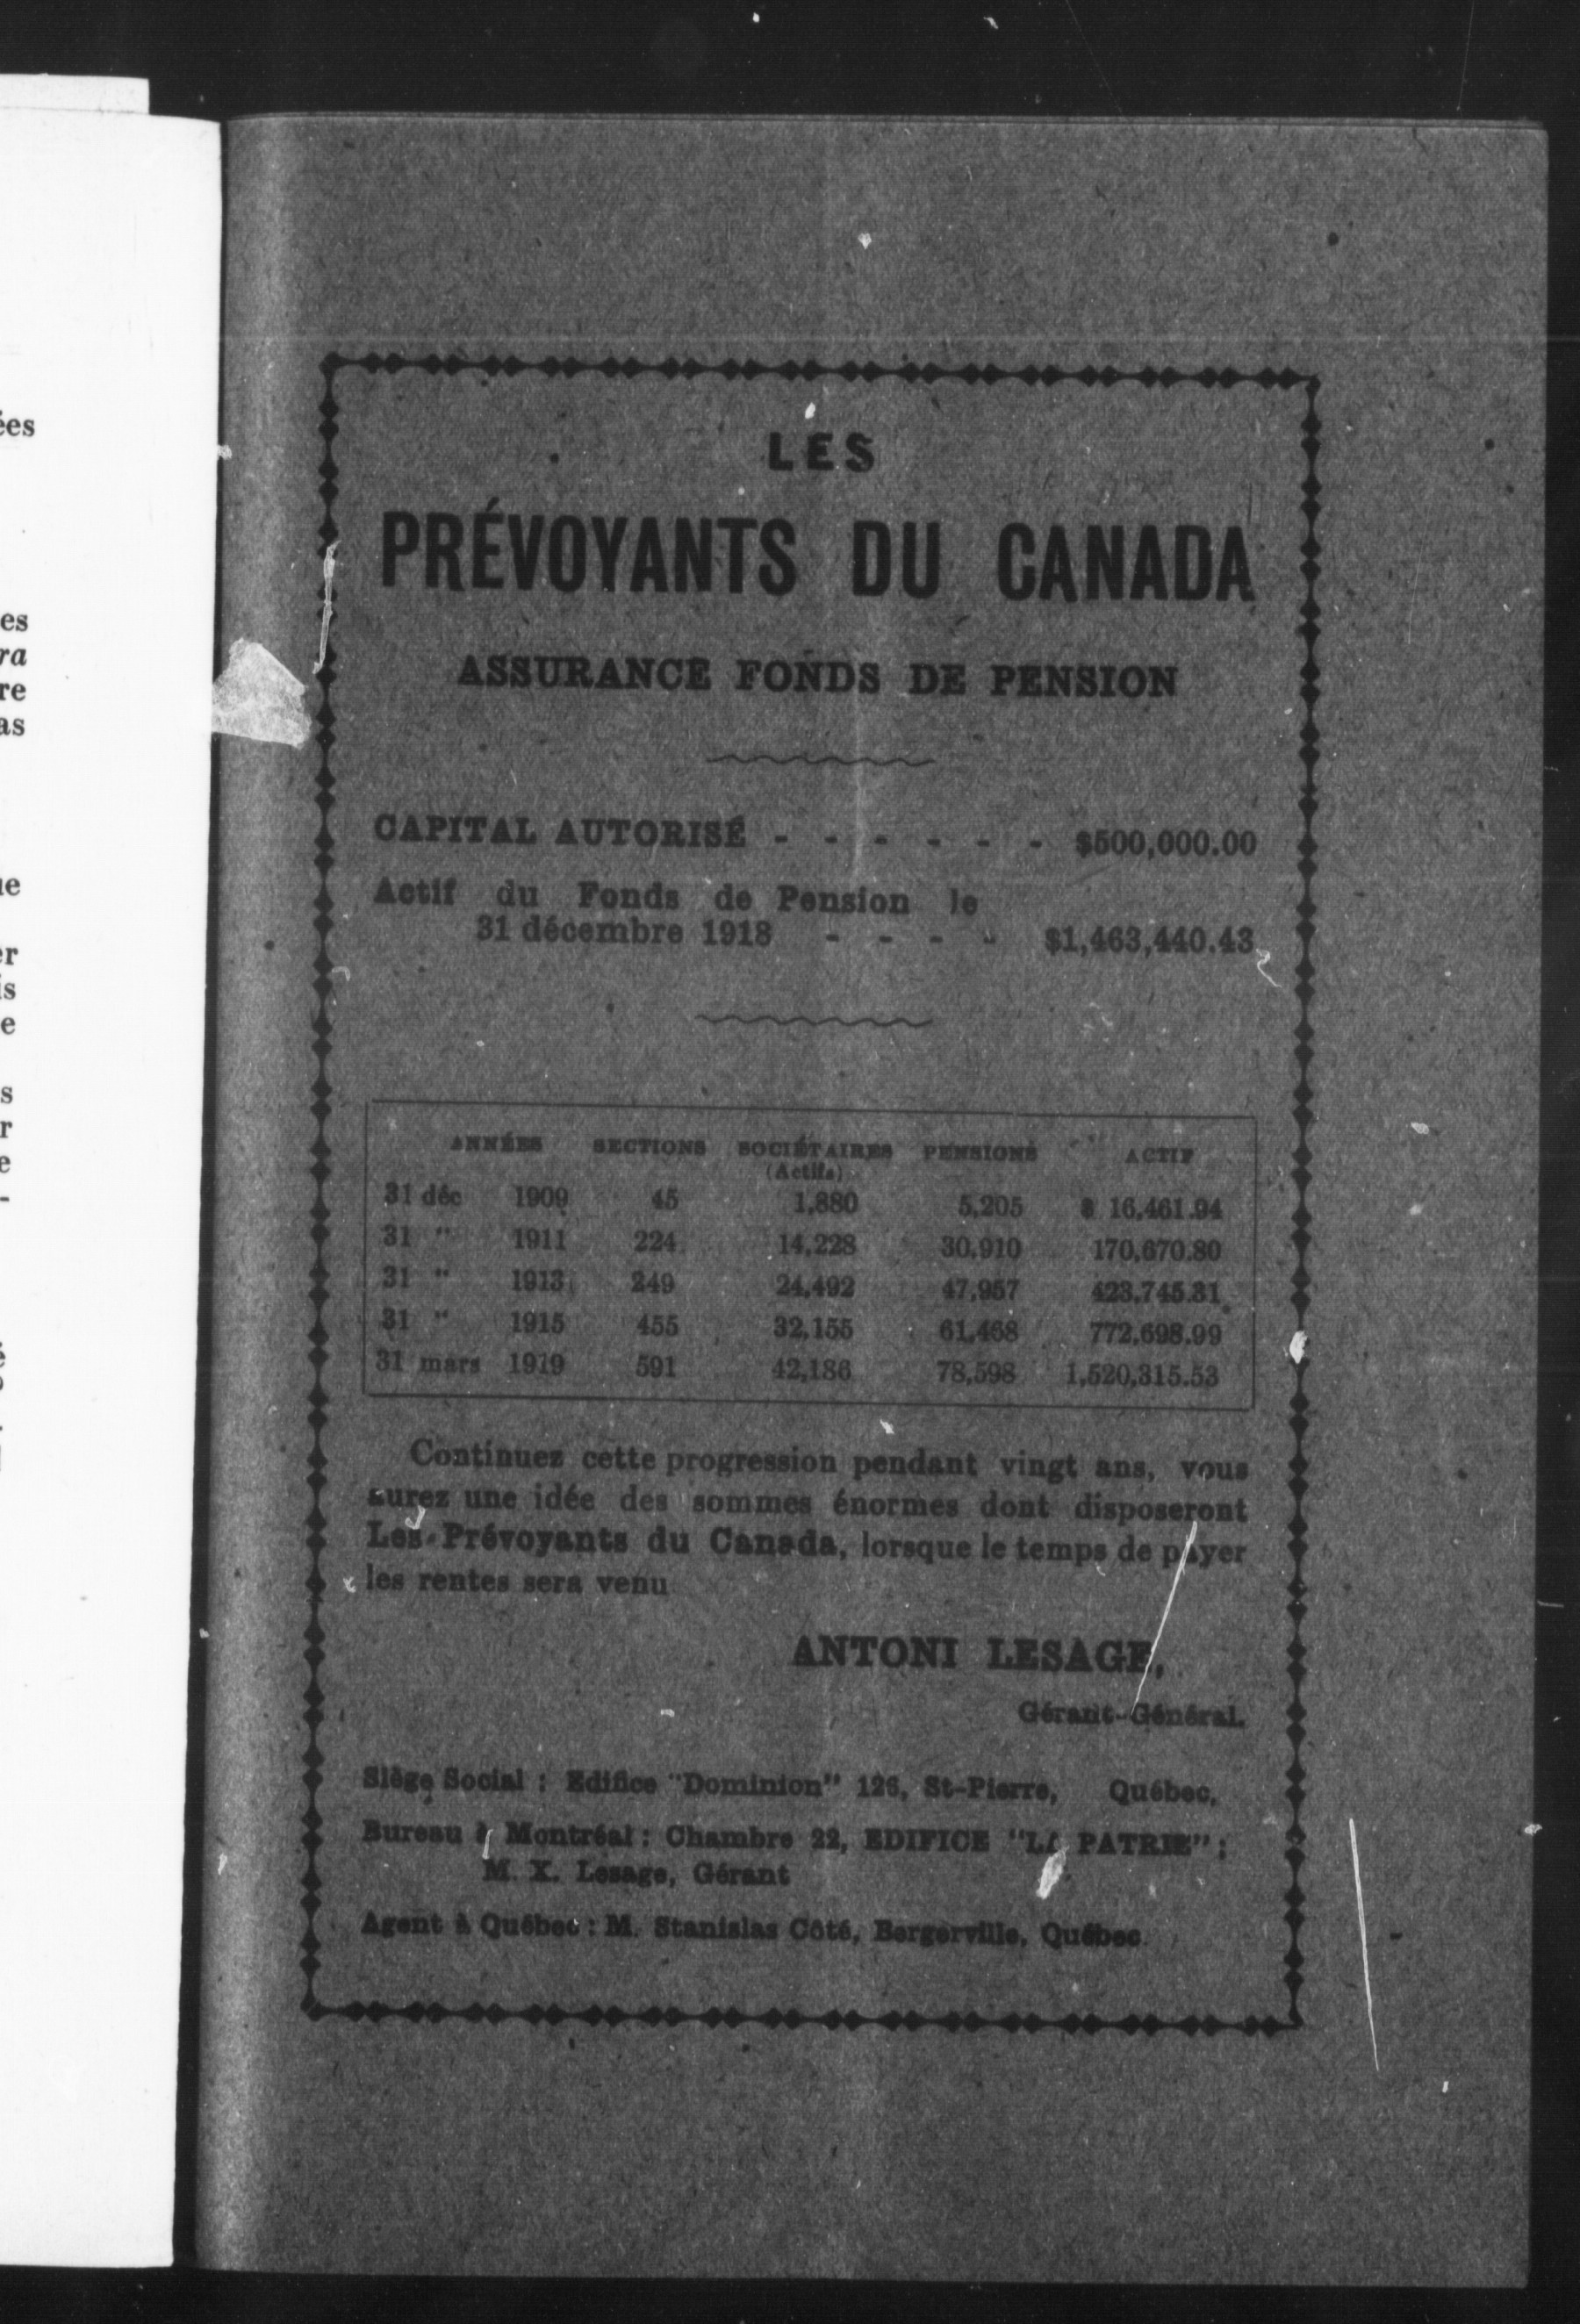 LES
PRÉVOYANTS DU CANADA
ASSURANCE FONDS DE PENSION
CAPITAL AUTORISÉ - - - - - - $500,000.00
Actif du Fonds de Pension le
31 décembre 1918 - - - - $1,463,440.43
ANNÉES SECTIONS SOCIÉTAIRES PENSIONS ACTIF
(Actifs)
31 déc 1909 45 1,880 5,205 $ 16,461.94
31 " 1911 224 14,228 30,910 170,670.80
31 " 1913 249 24,492 47,957 423,745.31
31 " 1915 455 32,155 61,468 772,698.99
31 mars 1919 591 42,186 78,598 1,520,315.53
Continuez cette progression pendant vingt ans, vous
aurez une idée des sommes énormes dont disposeront
Les Prévoyants du Canada, lorsque le temps de payer
les rentes sera venu
ANTONI LESAGE,
Gérant-Général.
Siège Social : Edifice "Dominion" 126, St-Pierre, Québec,
Bureau à Montréal : Chambre 22, EDIFICE "LA PATRIE" ;
M. X. Lesage, Gérant
Agent à Québec : M. Stanislas Côté, Bergerville, Québec.